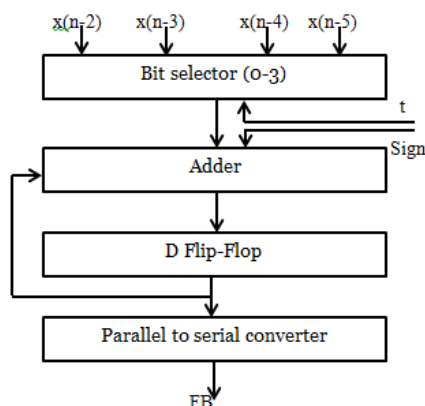 x(n-2) x(n-3) x(n-4) x(n-5)
Bit selector (0-3)
t
Sign
Adder
D Flip-Flop
Parallel to serial converter
FB